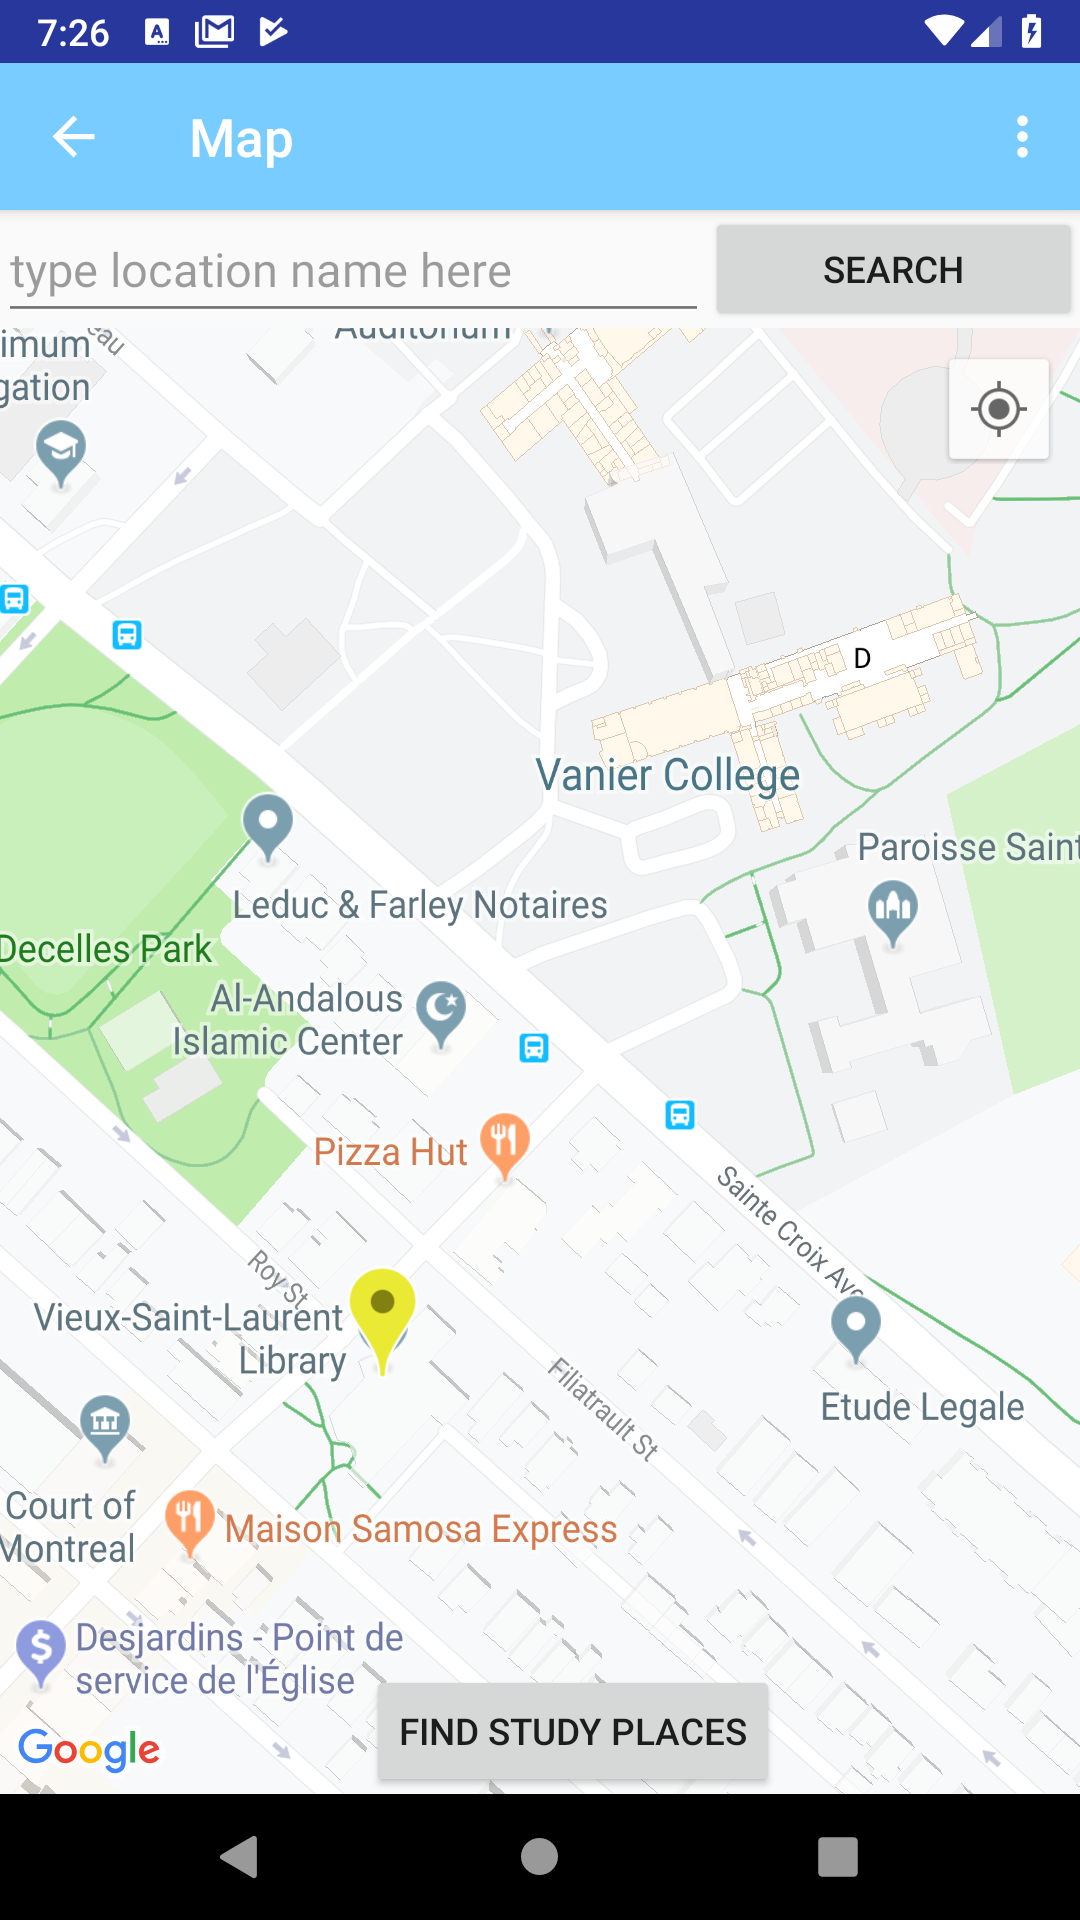 7:26
Map
type location name here
SEARCH
Auditorium
imum
gation
D
Vanier College
Paroisse Saint
Leduc & Farley Notaires
Decelles Park
Al-Andalous
Islamic Center
Pizza Hut
Sainte Croix Ave
Roy St
Vieux-Saint-Laurent
Library
Filiatrault St
Etude Legale
Court of
Montreal
Maison Samosa Express
Desjardins - Point de
service de l'Église
FIND STUDY PLACES
Google